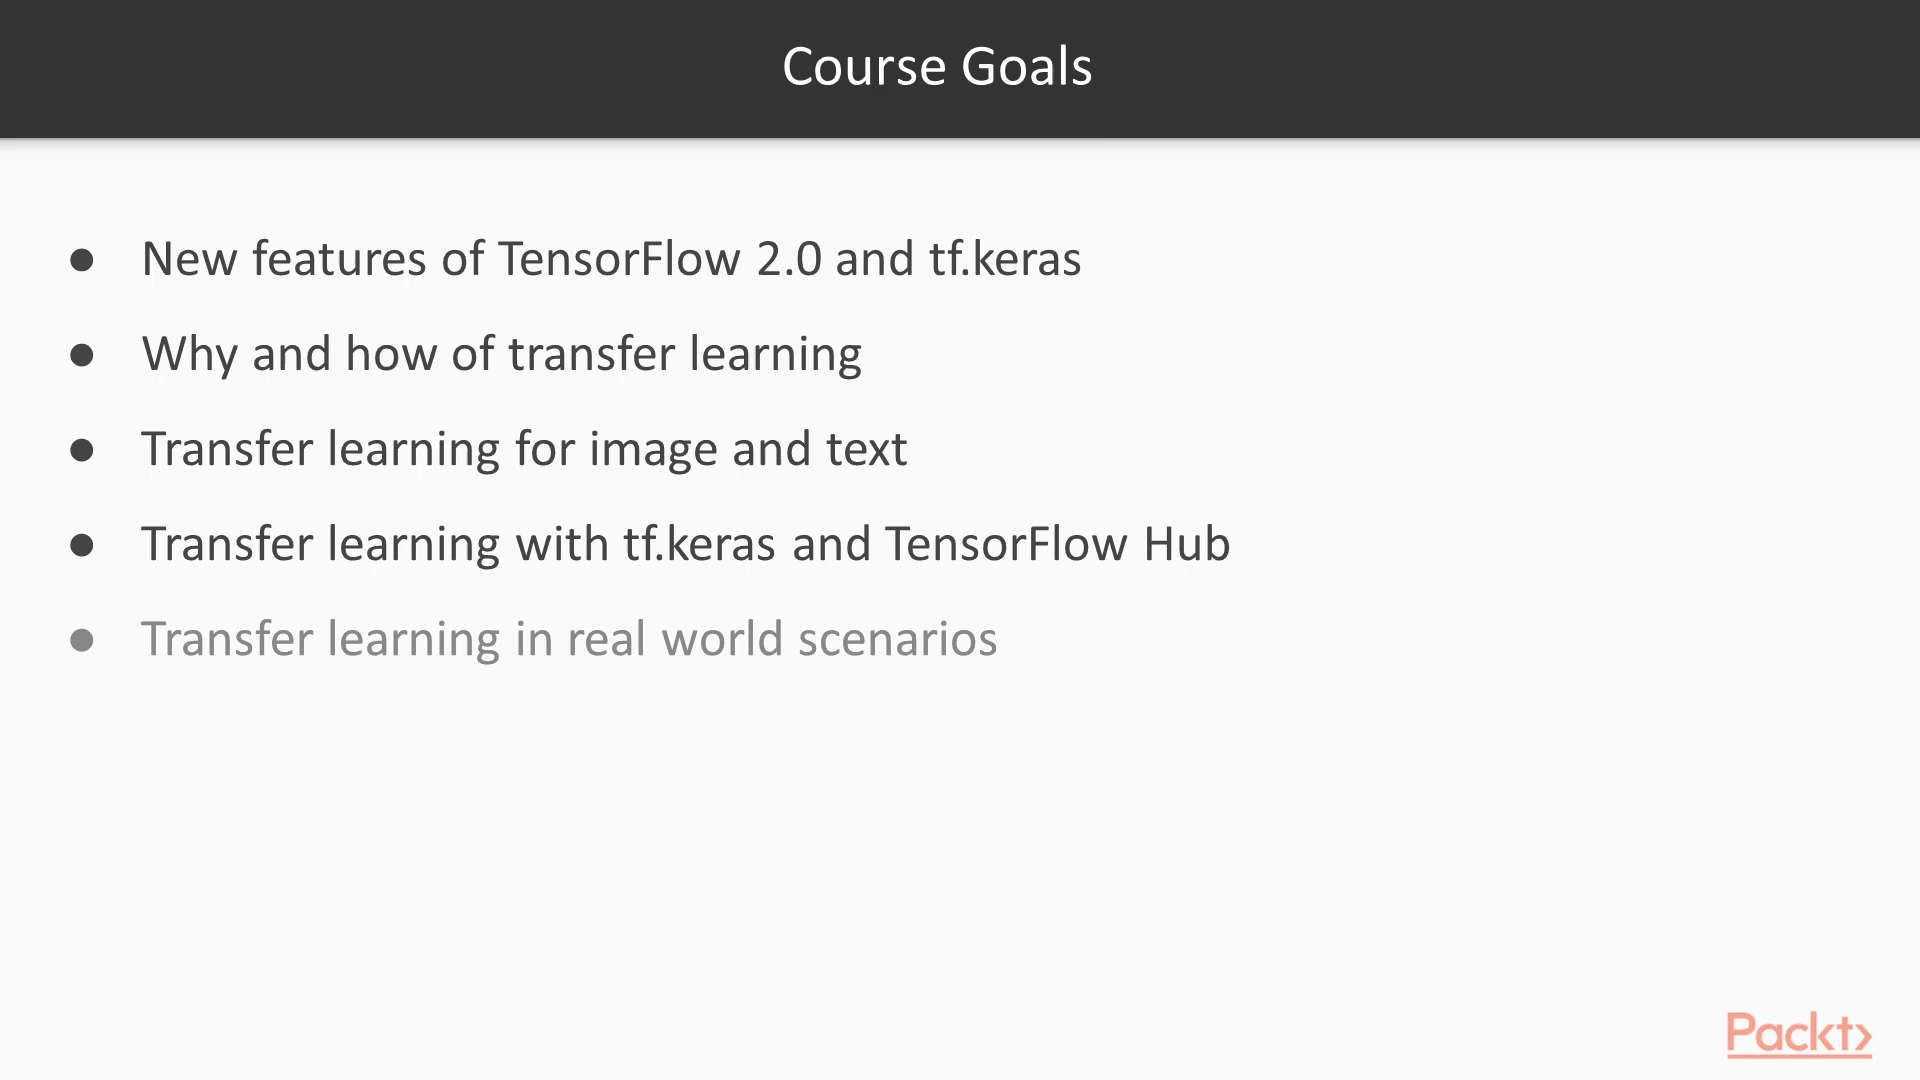 Course Goals
● New features of TensorFlow 2.0 and tf.keras
● Why and how of transfer learning
● Transfer learning for image and text
● Transfer learning with tf.keras and TensorFlow Hub
● Transfer learning in real world scenarios
Packt>